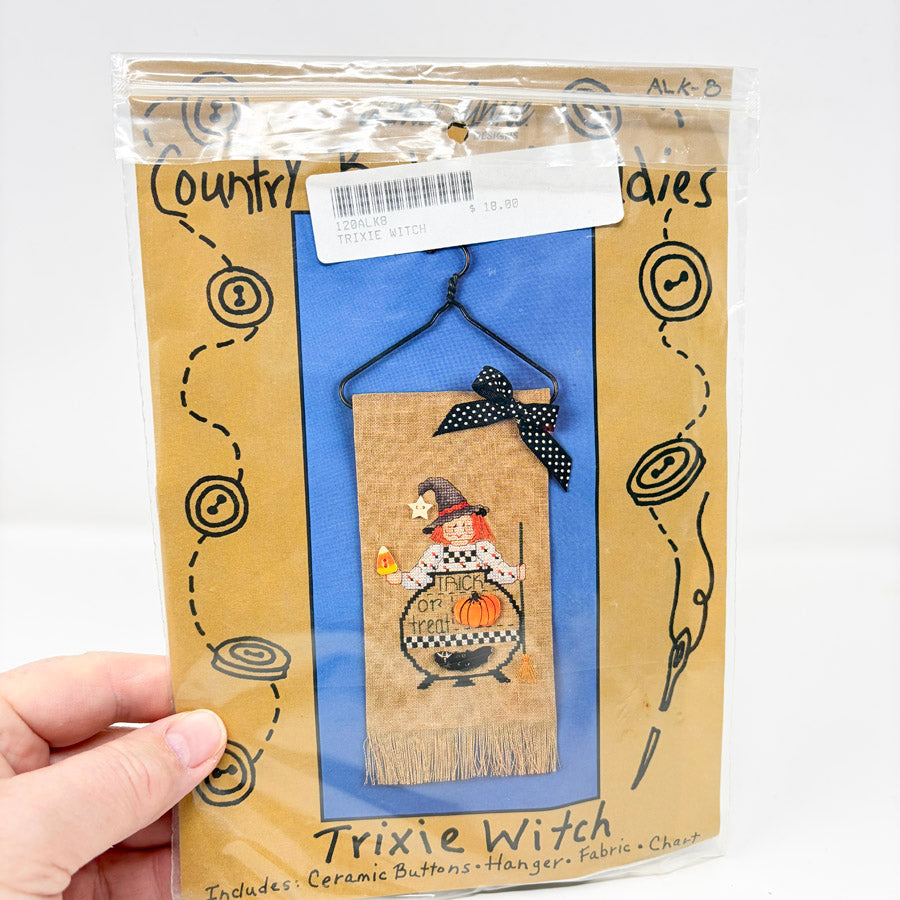 ALK-8
DESIGNS
Country
120ALK8
$ 18.00
TRIXIE WITCH
TRICK
or
treat
Trixie Witch
Includes: Ceramic Buttons • Hanger • Fabric • Chart